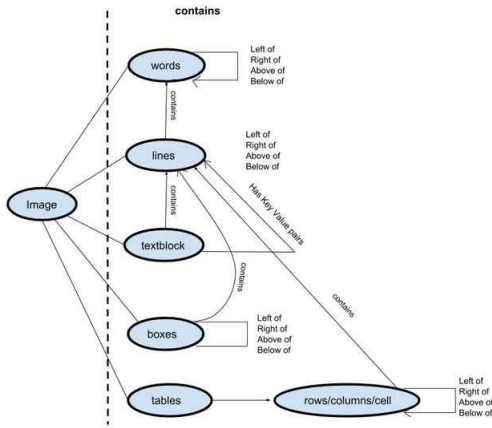 contains
words
Left of
Right of
Above of
Below of
contains
lines
Left of
Right of
Above of
Below of
Image
contains
Has Key Value pairs
textblock
contains
boxes
Left of
Right of
Above of
Below of
contains
tables
rows/columns/cell
Left of
Right of
Above of
Below of